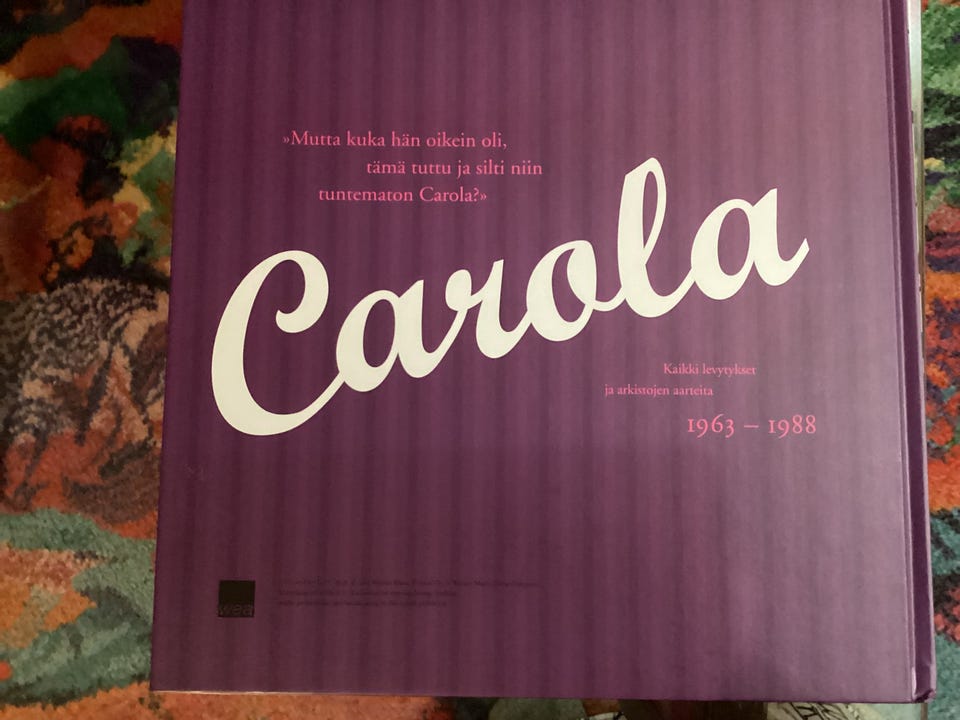 »Mutta kuka hän oikein oli,
tämä tuttu ja silti niin
tuntematon Carola?»
Carola
Kaikki levytykset
ja arkistojen aarteita
1963 – 1988
wea